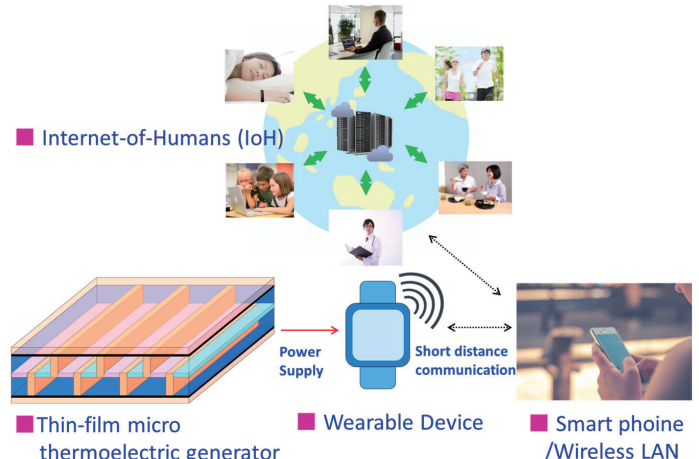 Internet-of-Humans (IoH)
Power
Supply
Short distance
communication
Thin-film micro
thermoelectric generator
Wearable Device
Smart phoine
/Wireless LAN